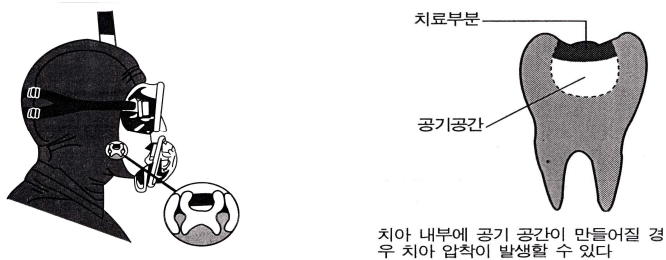 치료부분
공기공간
치아 내부에 공기 공간이 만들어질 경
우 치아 압착이 발생할 수 있다